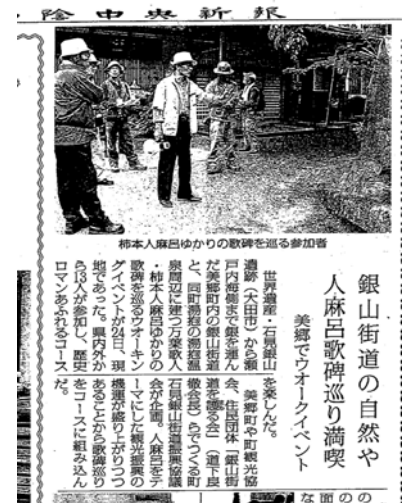 陰中央新報
柿本人麻呂ゆかりの歌碑を巡る参加者
銀山街道の自然や
人麻呂歌碑巡り満喫
美郷でウオークイベント
世界遺産・石見銀山
遺跡（大田市）から瀬
戸内海側まで銀を運ん
だ美郷町内の銀山街道
と、同町湯抱の湯抱温
泉周辺に建つ万葉歌人
・柿本人麻呂ゆかりの
歌碑を巡るウオーキン
グイベントが24日、現
地であった。県内外か
ら13人が参加し、歴史
ロマンあふれるコース
を楽しんだ。
美郷町や町観光協
会、住民団体「銀山街
道を護る会」（道下良
徹会長）らでつくる町
石見銀山街道振興協議
会が企画。人麻呂をテ
ーマにした観光振興の
機運が盛り上がりつつ
あることから歌碑巡り
をコースに組み込ん
だ。